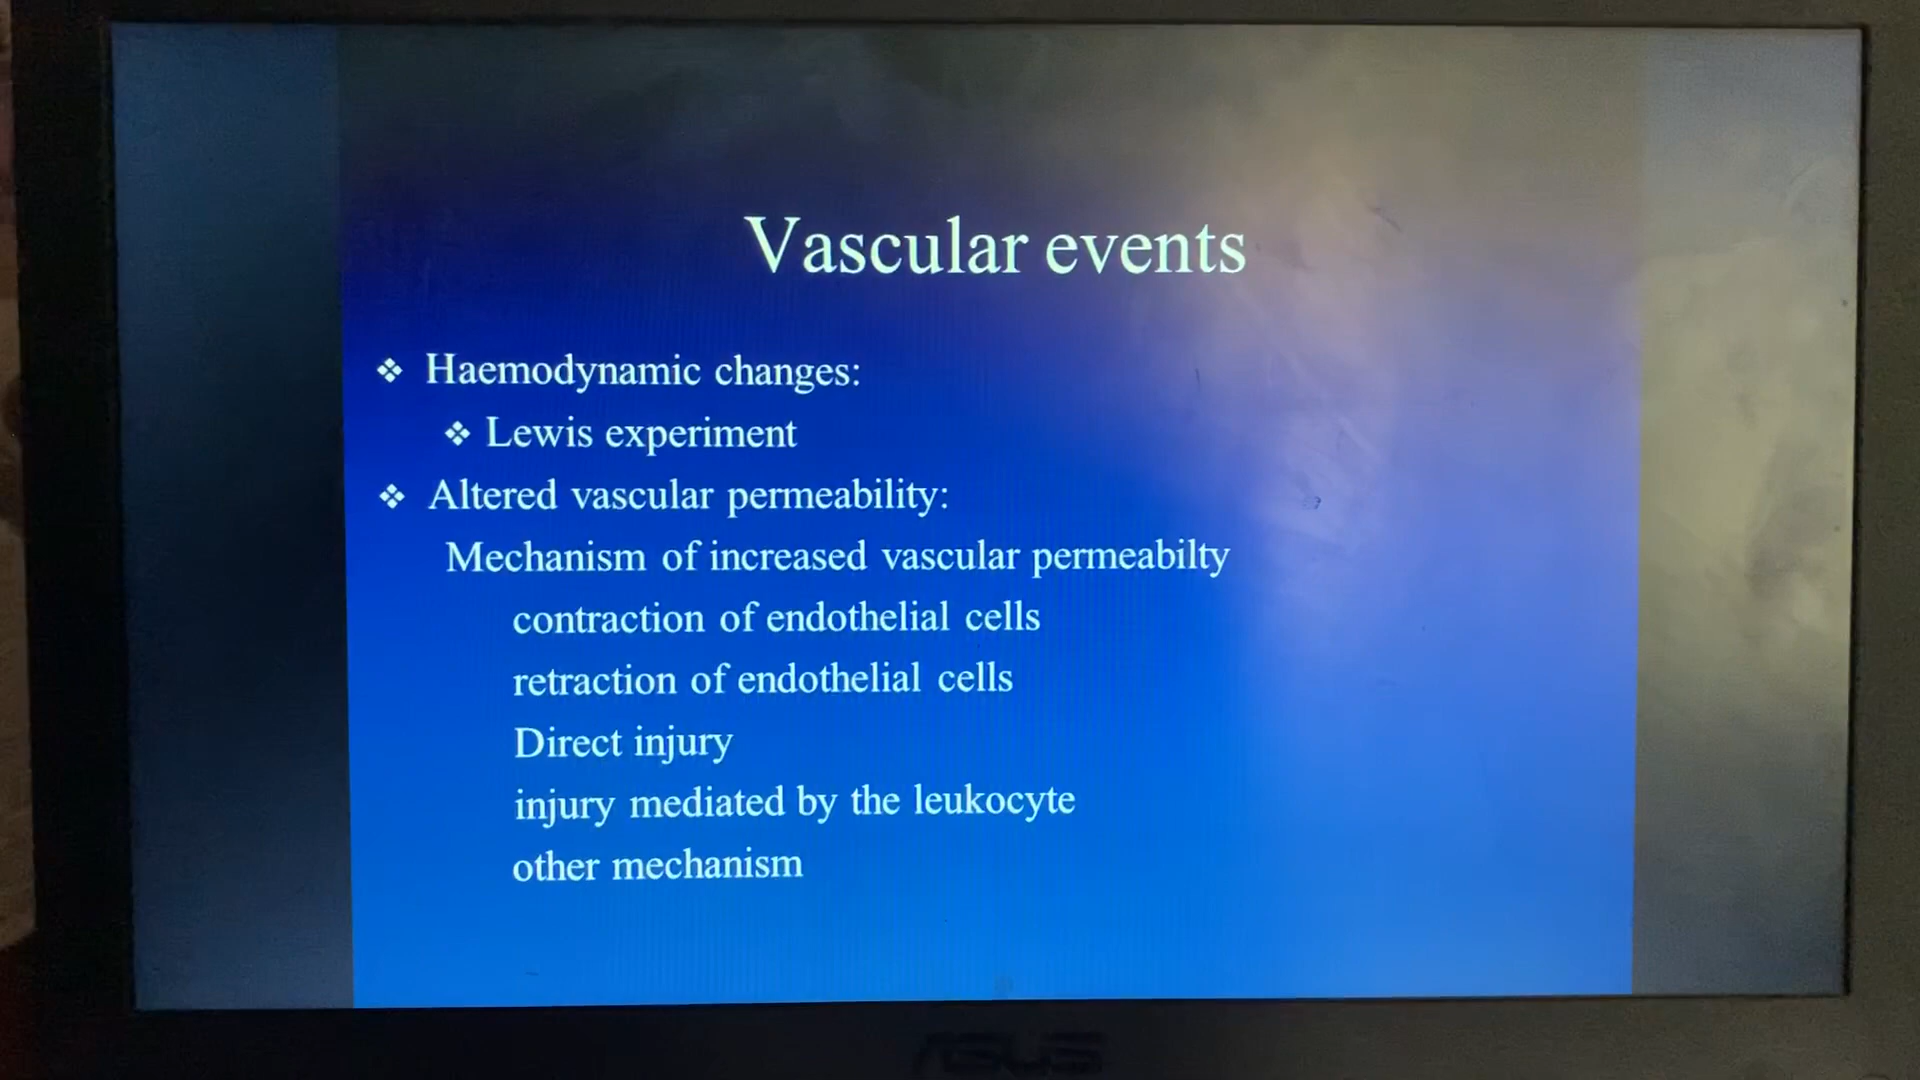 Vascular events
❖ Haemodynamic changes:
❖ Lewis experiment
❖ Altered vascular permeability:
Mechanism of increased vascular permeabilty
contraction of endothelial cells
retraction of endothelial cells
Direct injury
injury mediated by the leukocyte
other mechanism
ASUS